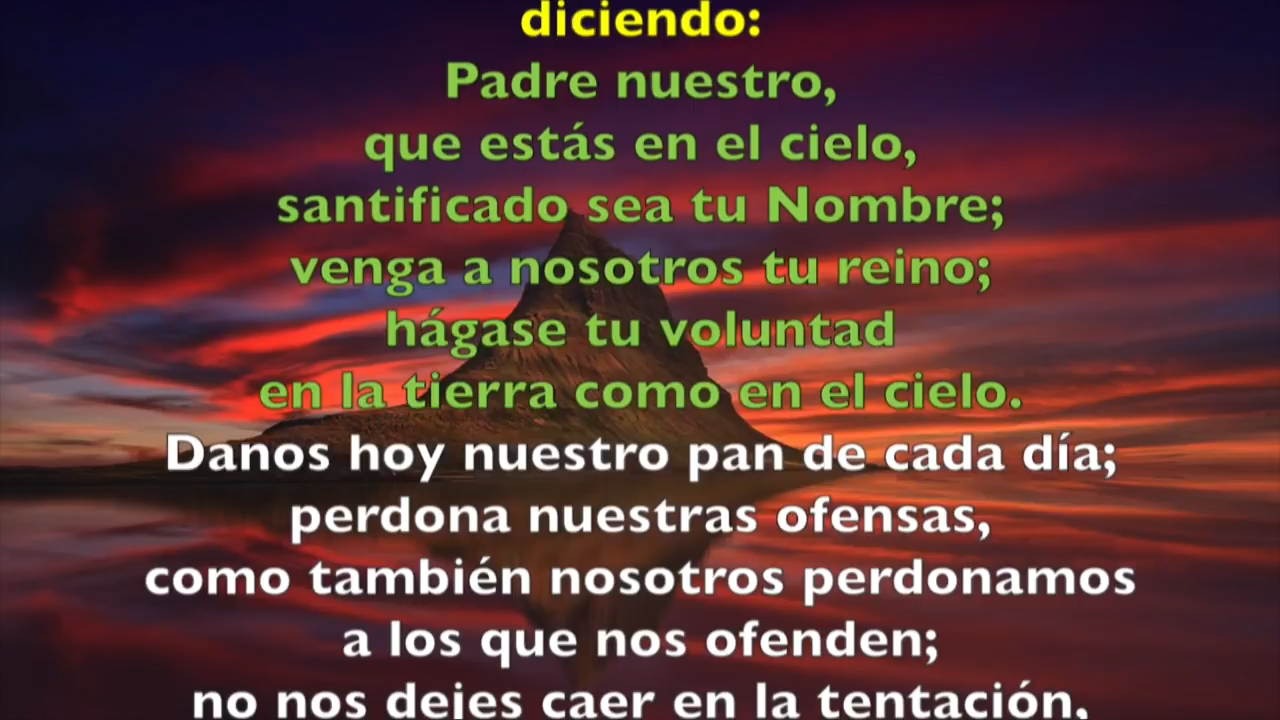 diciendo:
Padre nuestro,
que estás en el cielo,
santificado sea tu Nombre;
venga a nosotros tu reino;
hágase tu voluntad
en la tierra como en el cielo.
Danos hoy nuestro pan de cada día;
perdona nuestras ofensas,
como también nosotros perdonamos
a los que nos ofenden;
no nos dejes caer en la tentación,